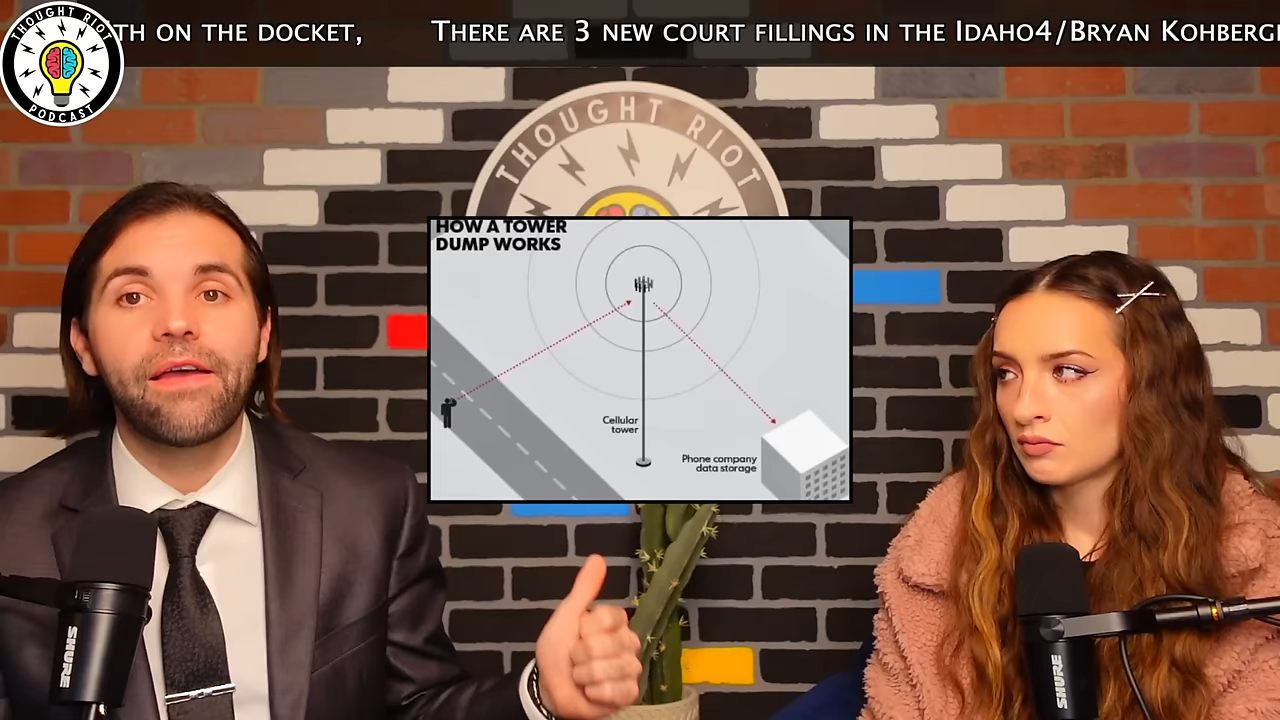 TH ON THE DOCKET,
THERE ARE 3 NEW COURT FILLINGS IN THE IDAHO4/BRYAN KOHBERG
THOUGHT RIOT
PODCAST
THOUGHT RIOT
HOW A TOWER
DUMP WORKS
Cellular
tower
Phone company
data storage
SHURE
SHURE